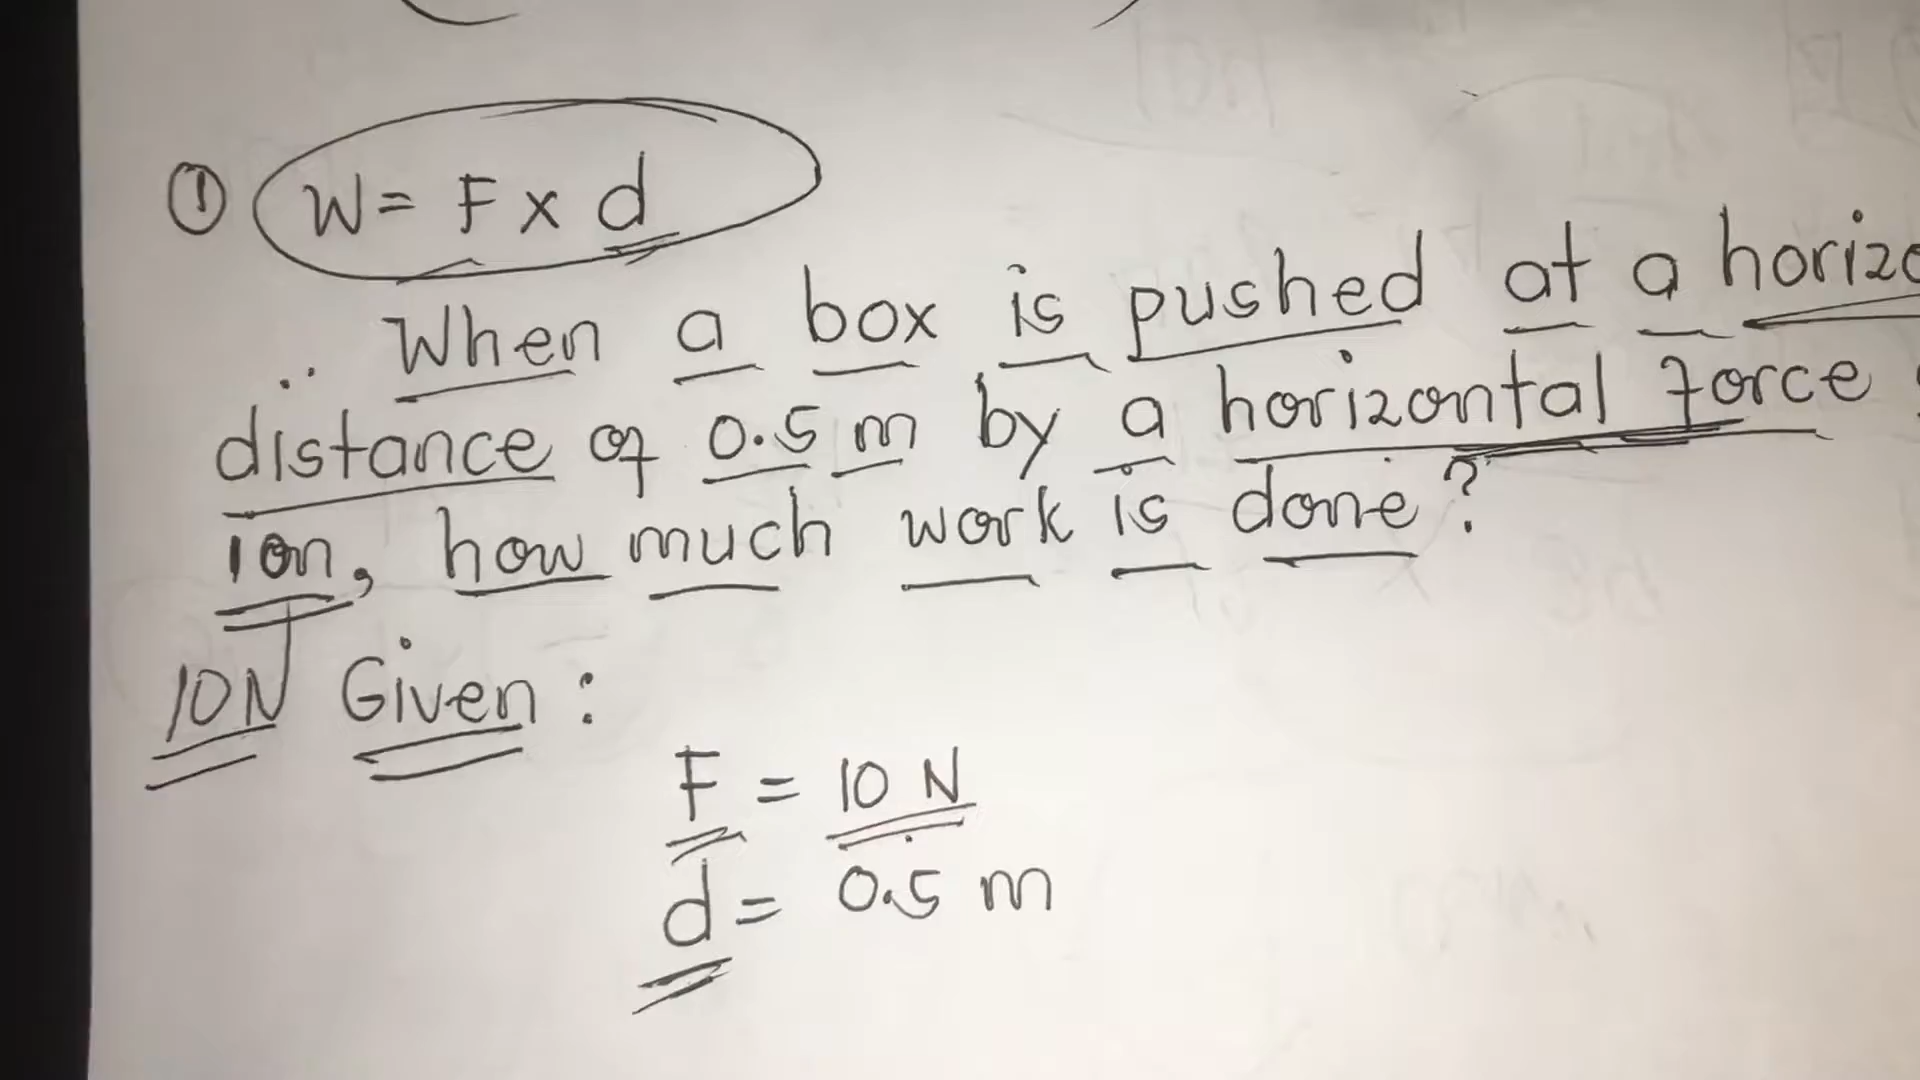 ① W = F x d
When a box is pushed at a horizo
distance of 0.5 m by a horizontal force
10n, how much work is done?
10N Given:
F = 10 N
d = 0.5 m